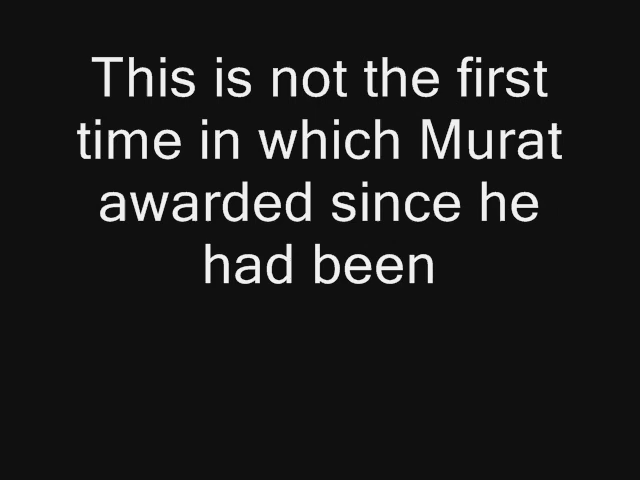 This is not the first
time in which Murat
awarded since he
had been